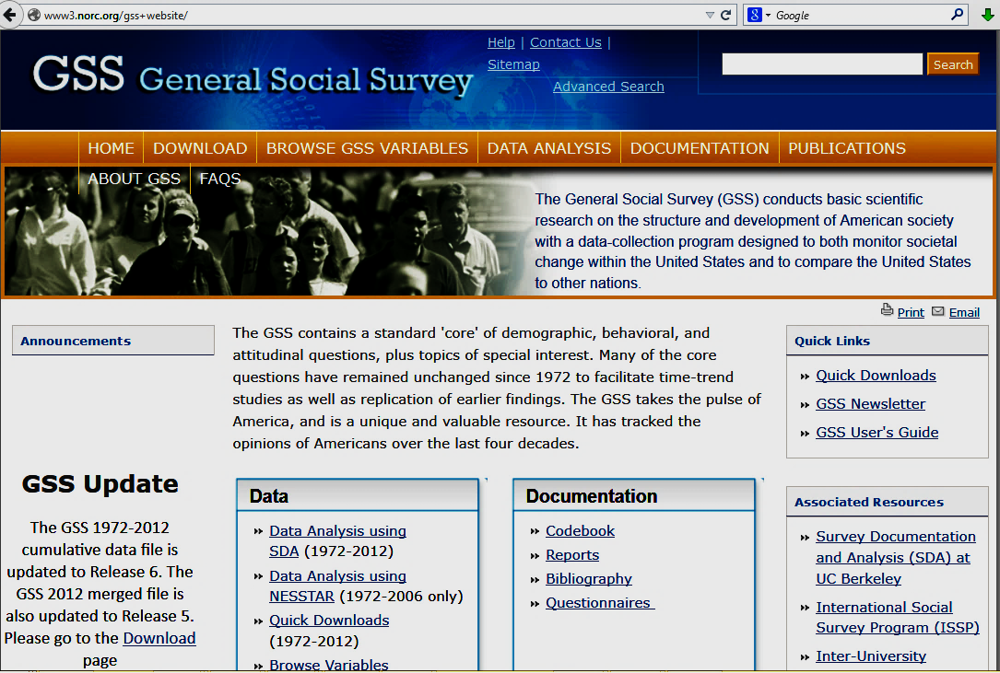 www3.norc.org/gss+website/
Google
GSS General Social Survey
Help | Contact Us |
Sitemap
Advanced Search
Search
HOME
DOWNLOAD
BROWSE GSS VARIABLES
DATA ANALYSIS
DOCUMENTATION
PUBLICATIONS
ABOUT GSS
FAQS
The General Social Survey (GSS) conducts basic scientific
research on the structure and development of American society
with a data-collection program designed to both monitor societal
change within the United States and to compare the United States
to other nations.
Print
Email
Announcements
GSS Update
The GSS 1972-2012
cumulative data file is
updated to Release 6. The
GSS 2012 merged file is
also updated to Release 5.
Please go to the Download
page
The GSS contains a standard 'core' of demographic, behavioral, and
attitudinal questions, plus topics of special interest. Many of the core
questions have remained unchanged since 1972 to facilitate time-trend
studies as well as replication of earlier findings. The GSS takes the pulse of
America, and is a unique and valuable resource. It has tracked the
opinions of Americans over the last four decades.
Data
Data Analysis using
SDA (1972-2012)
Data Analysis using
NESSTAR (1972-2006 only)
Quick Downloads
(1972-2012)
Browse Variables
Documentation
Codebook
Reports
Bibliography
Questionnaires
Quick Links
Quick Downloads
GSS Newsletter
GSS User's Guide
Associated Resources
Survey Documentation
and Analysis (SDA) at
UC Berkeley
International Social
Survey Program (ISSP)
Inter-University